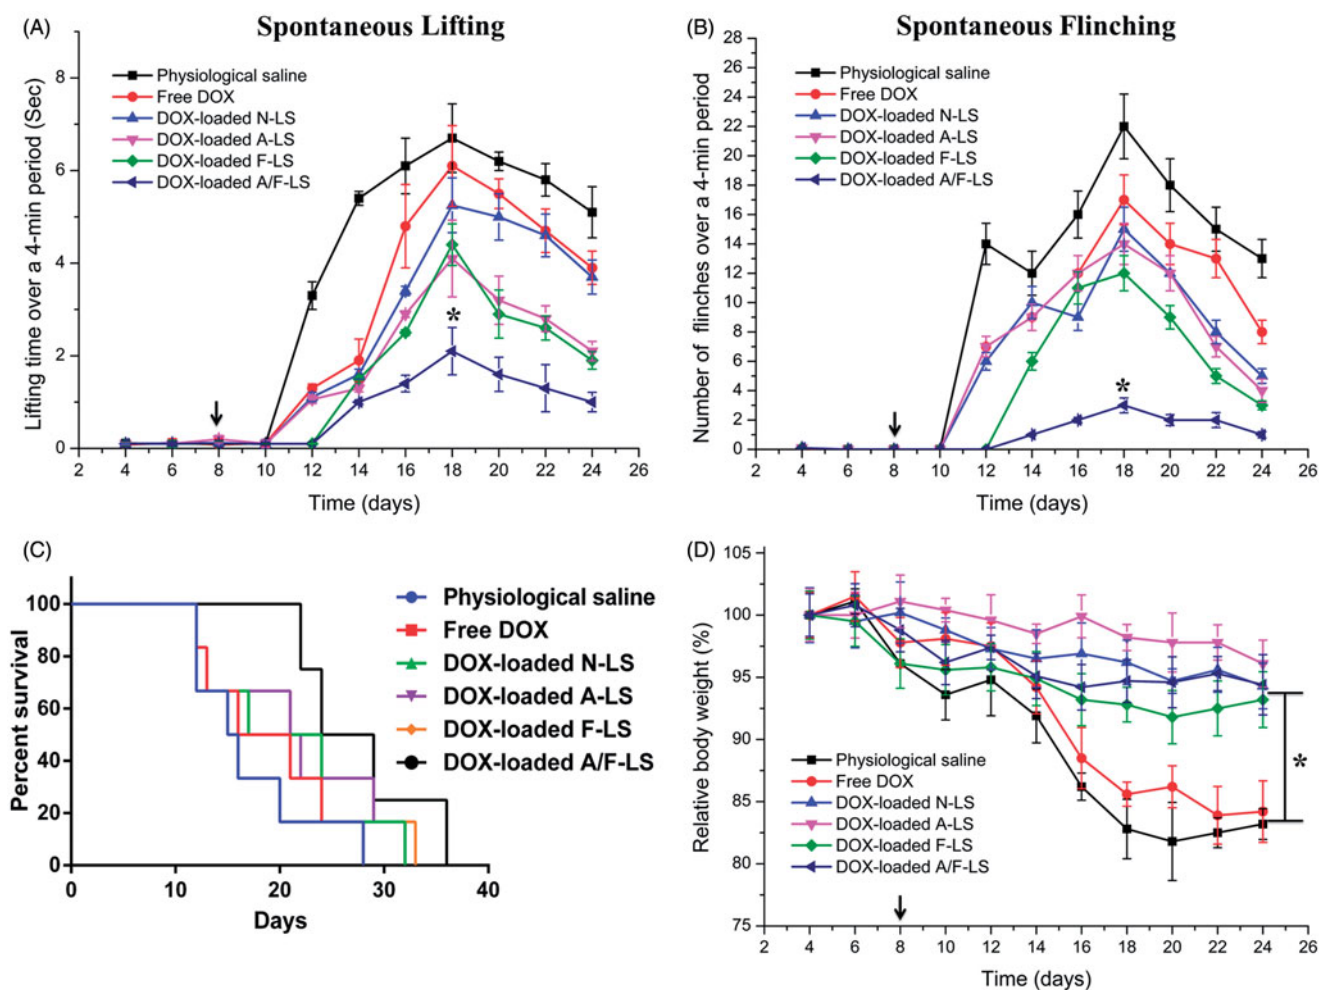 (A)
Spontaneous Lifting
Lifting time over a 4-min period (Sec)
8
6
4
2
0
Physiological saline
Free DOX
DOX-loaded N-LS
DOX-loaded A-LS
DOX-loaded F-LS
DOX-loaded A/F-LS
*
2 4 6 8 10 12 14 16 18 20 22 24 26
Time (days)
(B)
Spontaneous Flinching
Number of flinches over a 4-min period
28
26
24
22
20
18
16
14
12
10
8
6
4
2
0
Physiological saline
Free DOX
DOX-loaded N-LS
DOX-loaded A-LS
DOX-loaded F-LS
DOX-loaded A/F-LS
*
2 4 6 8 10 12 14 16 18 20 22 24 26
Time (days)
(C)
Percent survival
100
80
60
40
20
0
Physiological saline
Free DOX
DOX-loaded N-LS
DOX-loaded A-LS
DOX-loaded F-LS
DOX-loaded A/F-LS
0 10 20 30 40
Days
(D)
Relative body weight (%)
105
100
95
90
85
80
75
Physiological saline
Free DOX
DOX-loaded N-LS
DOX-loaded A-LS
DOX-loaded F-LS
DOX-loaded A/F-LS
*
2 4 6 8 10 12 14 16 18 20 22 24 26
Time (days)